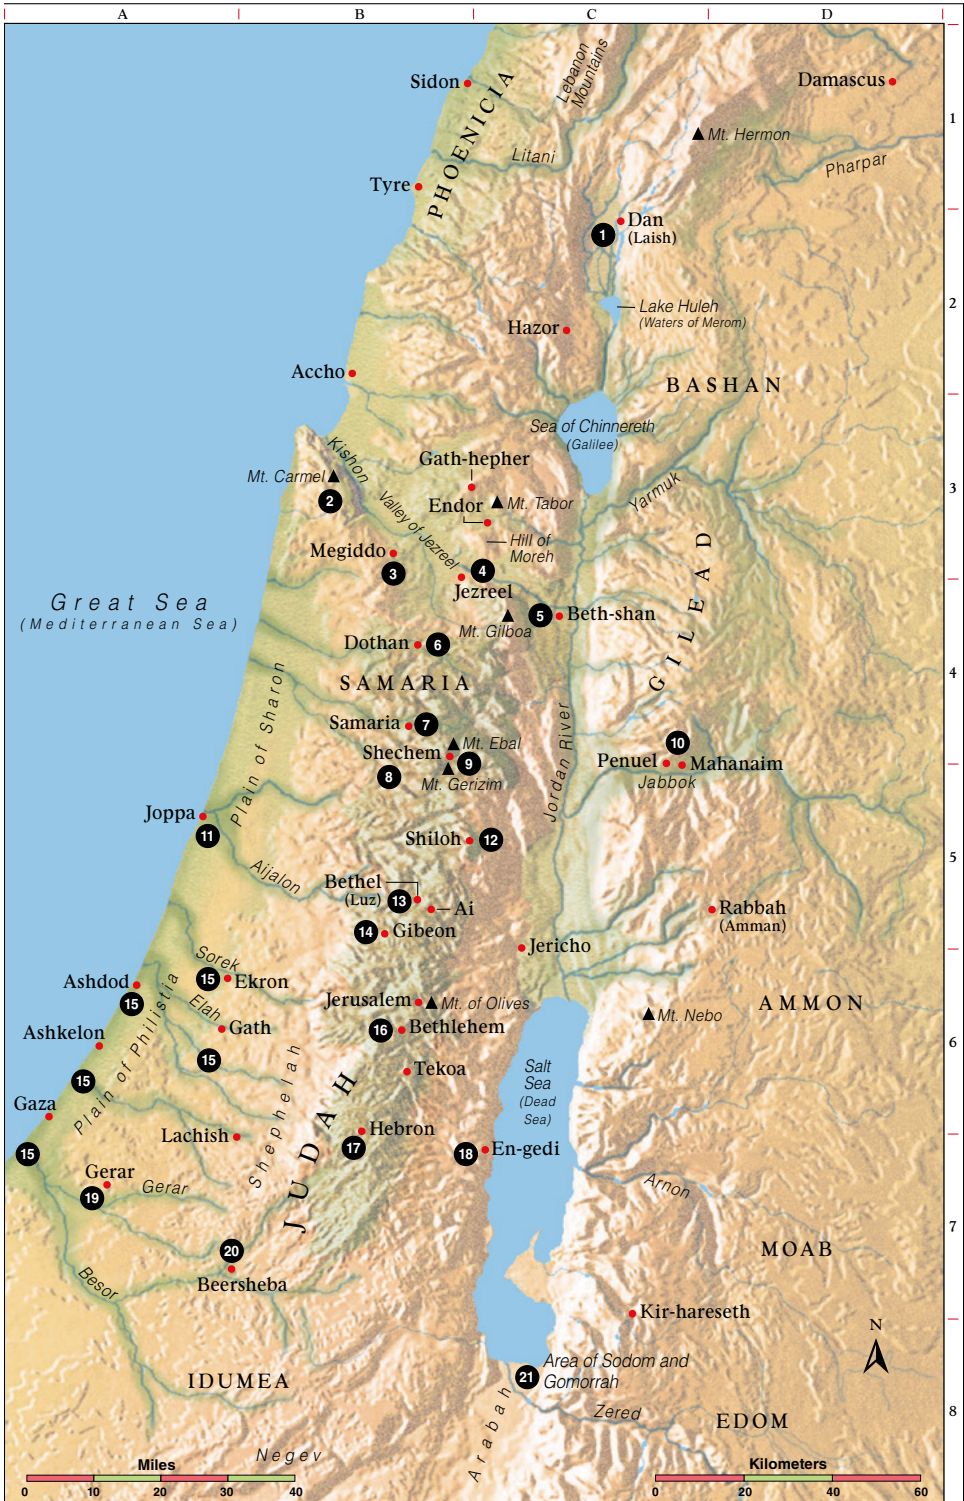 A
B
C
D
Lebanon
Mountains
Sidon
Damascus
PHOENICIA
1
Mt. Hermon
Litani
Pharpar
Tyre
Dan
(Laish)
1
Lake Huleh
(Waters of Merom)
2
Hazor
Accho
BASHAN
Sea of Chinnereth
(Galilee)
Kishon
Gath-hepher
Mt. Carmel
2
3
Yarmuk
Endor
Mt. Tabor
Valley of Jezreel
Hill of
Moreh
GILEAD
Megiddo
3
4
Jezreel
Great Sea
(Mediterranean Sea)
5
Beth-shan
Mt. Gilboa
Dothan
6
4
SAMARIA
Plain of Sharon
Jordan River
Samaria
7
Mt. Ebal
Shechem
9
10
Penuel
Mahanaim
8
Mt. Gerizim
Jabbok
Joppa
11
Shiloh
12
5
Aijalon
Bethel
(Luz)
13
Ai
Rabbah
(Amman)
14
Gibeon
Jericho
Sorek
15
Ekron
Ashdod
15
Elah
Jerusalem
Mt. of Olives
AMMON
Mt. Nebo
Gath
16
Bethlehem
Ashkelon
6
15
Plain of Philistia
Tekoa
Salt
Sea
(Dead
Sea)
15
Gaza
Shephelah
JUDAH
Lachish
Hebron
17
15
18
En-gedi
Gerar
19
Gerar
Arnon
7
20
Beersheba
MOAB
Besor
Kir-hareseth
N
Area of Sodom and
Gomorrah
21
IDUMEA
8
Arabah
Zered
EDOM
Negev
Miles
0 10 20 30 40
Kilometers
0 20 40 60